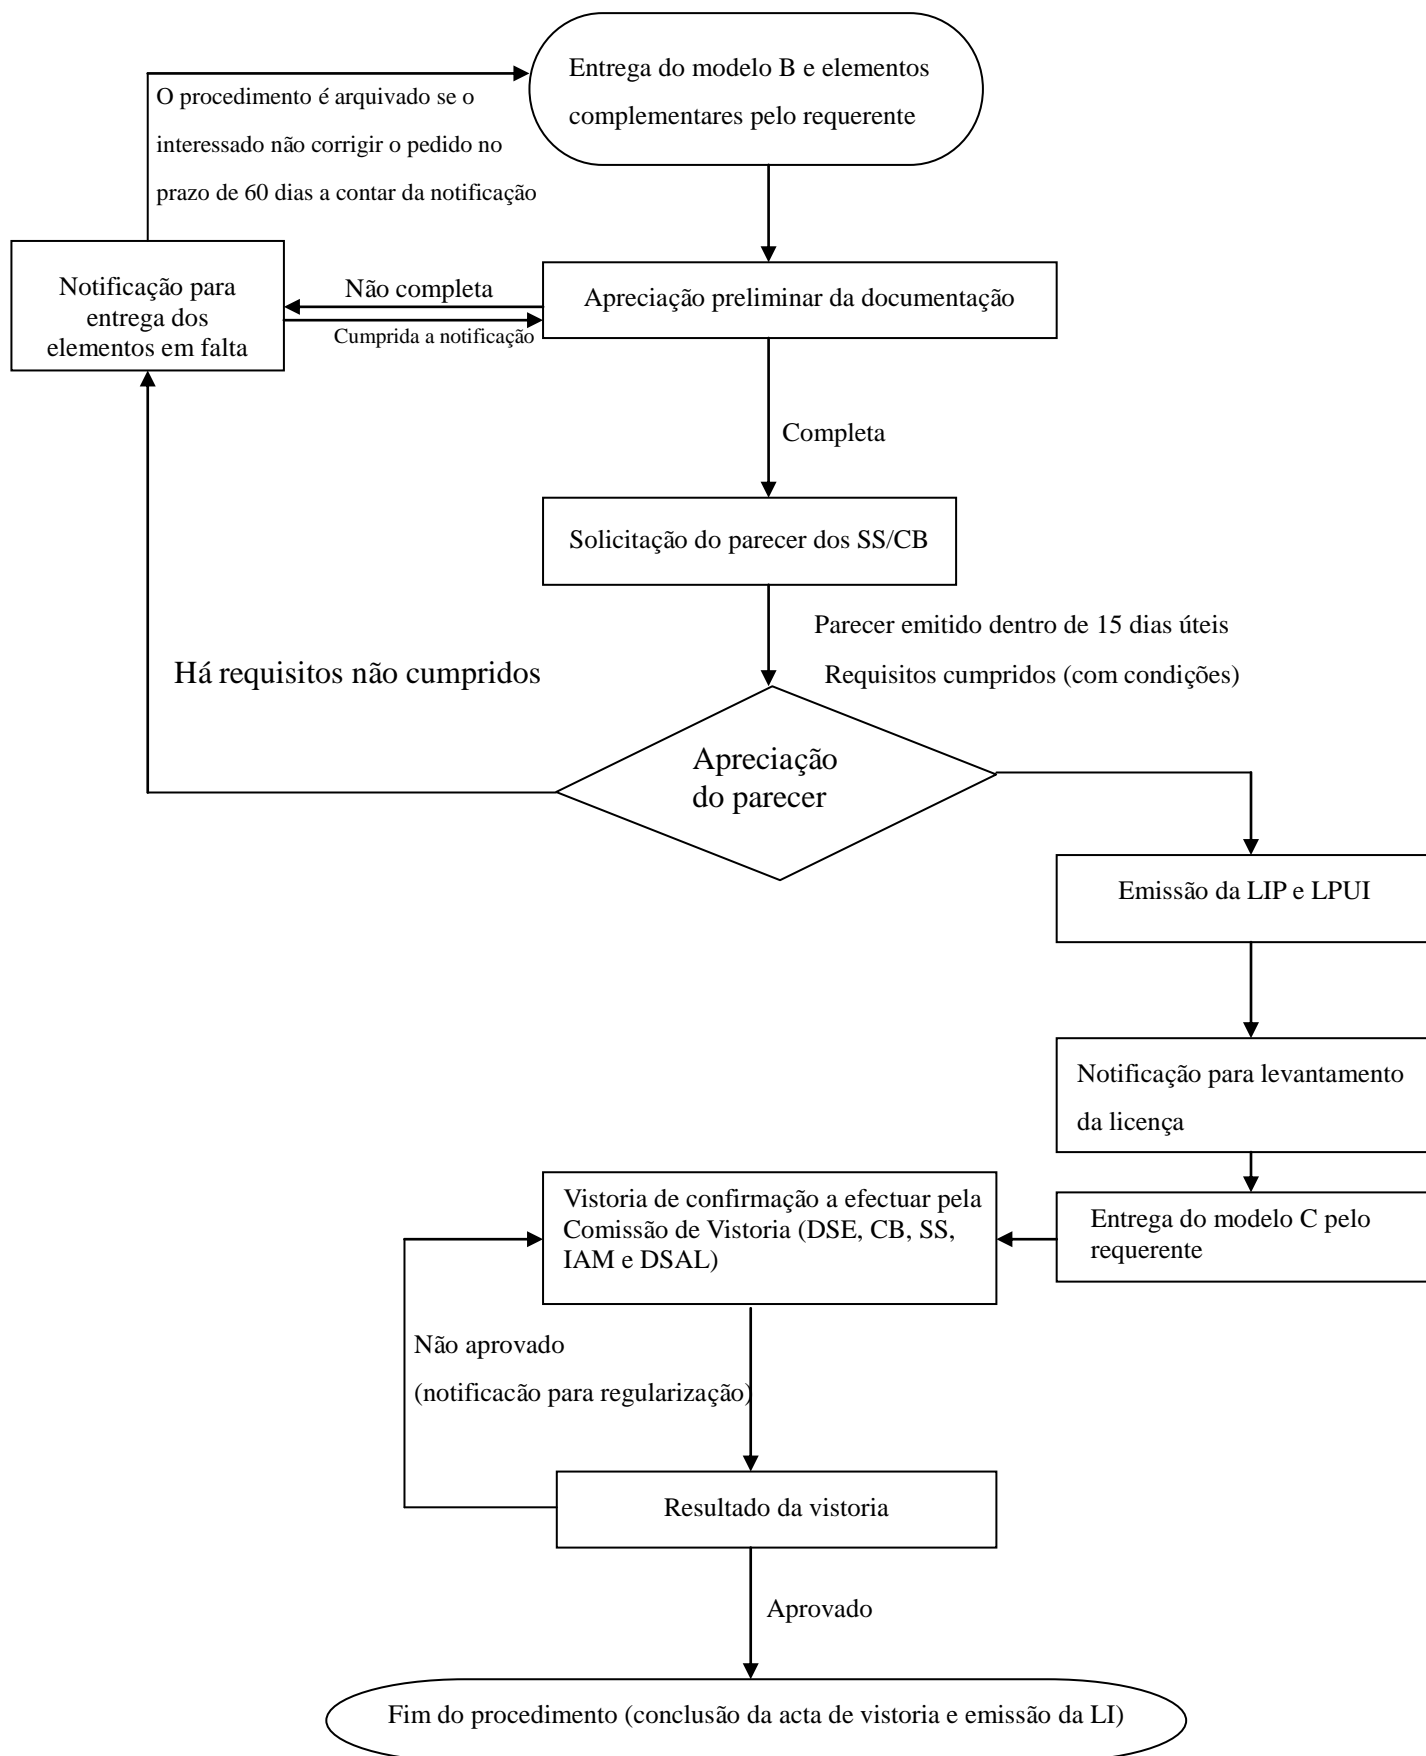 Entrega do modelo B e elementos
complementares pelo requerente
O procedimento é arquivado se o
interessado não corrigir o pedido no
prazo de 60 dias a contar da notificação
Notificação para
entrega dos
elementos em falta
Não completa
Cumprida a notificação
Apreciação preliminar da documentação
Completa
Solicitação do parecer dos SS/CB
Parecer emitido dentro de 15 dias úteis
Requisitos cumpridos (com condições)
Há requisitos não cumpridos
Apreciação
do parecer
Emissão da LIP e LPUI
Notificação para levantamento
da licença
Entrega do modelo C pelo
requerente
Vistoria de confirmação a efectuar pela
Comissão de Vistoria (DSE, CB, SS,
IAM e DSAL)
Não aprovado
(notificacão para regularização)
Resultado da vistoria
Aprovado
Fim do procedimento (conclusão da acta de vistoria e emissão da LI)